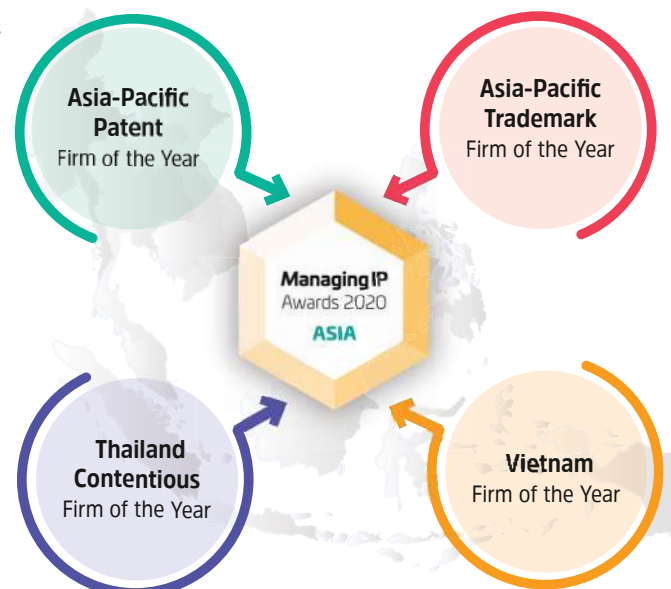 Asia-Pacific
Patent
Firm of the Year
Asia-Pacific
Trademark
Firm of the Year
Managing IP
Awards 2020
ASIA
Thailand
Contentious
Firm of the Year
Vietnam
Firm of the Year